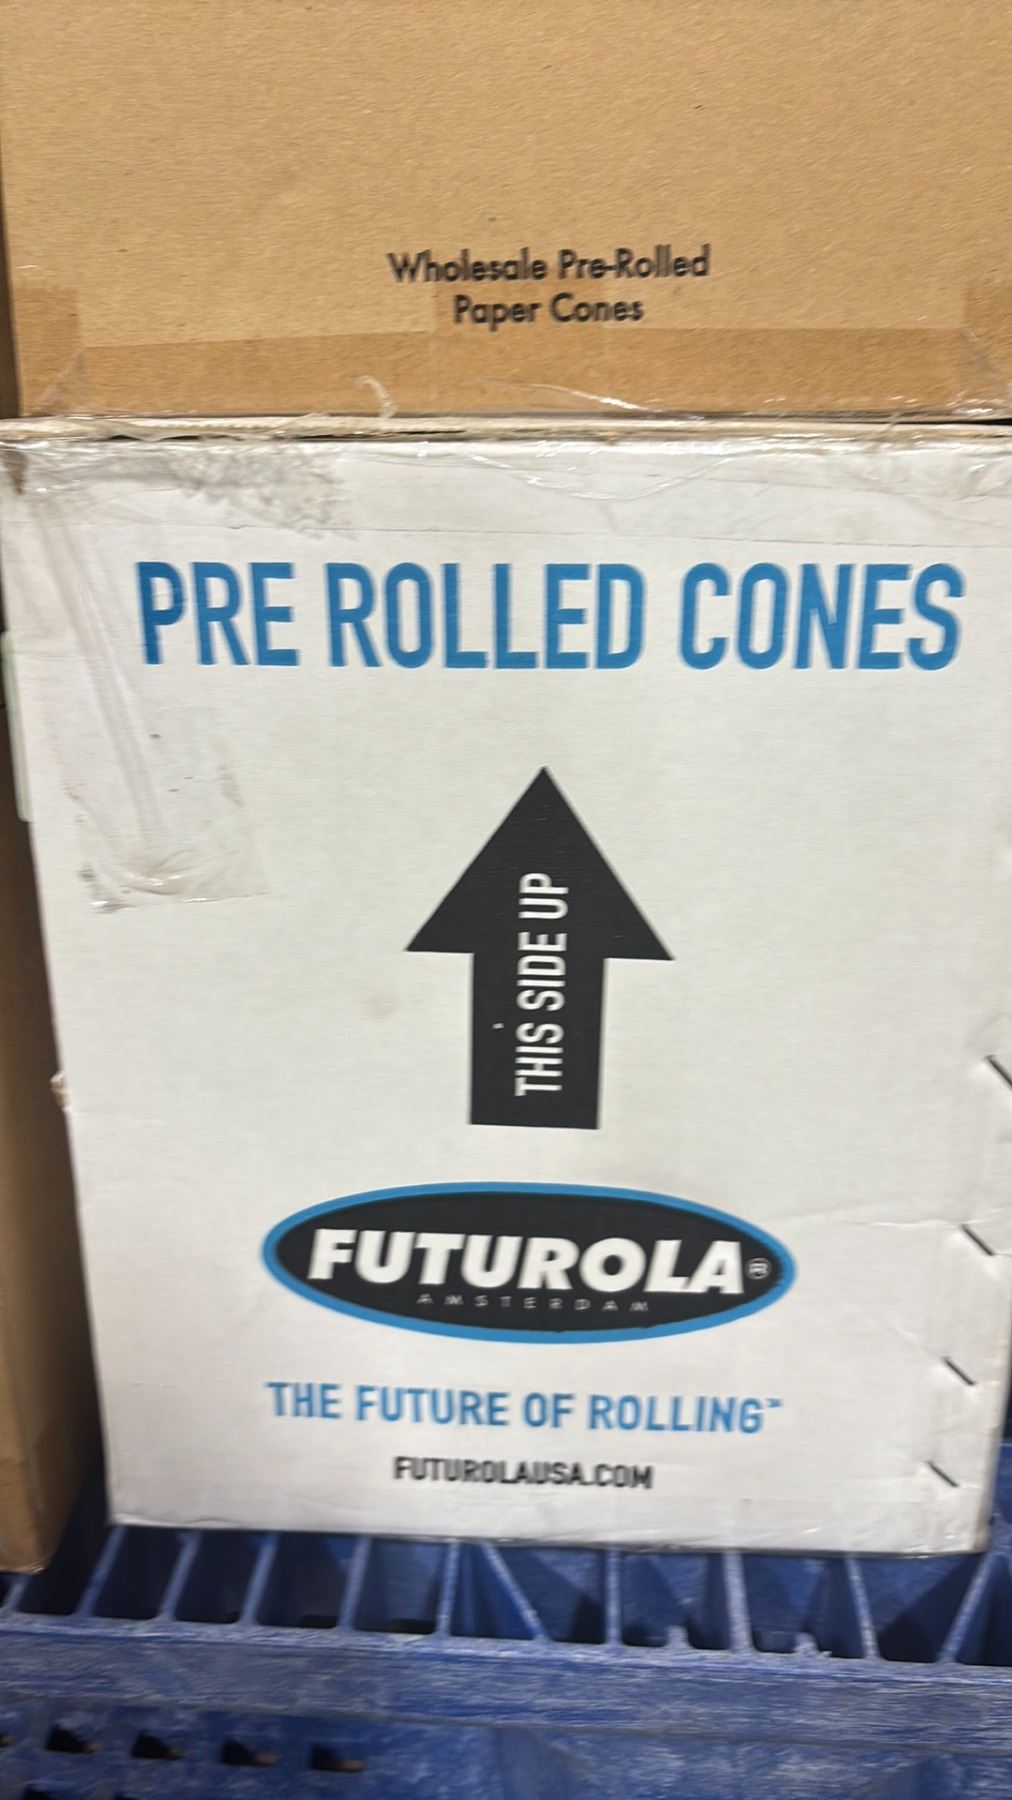 Wholesale Pre-Rolled
Paper Cones
PRE ROLLED CONES
THIS SIDE UP
FUTUROLA®
AMSTERDAM
THE FUTURE OF ROLLING™
FUTUROLAUSA.COM